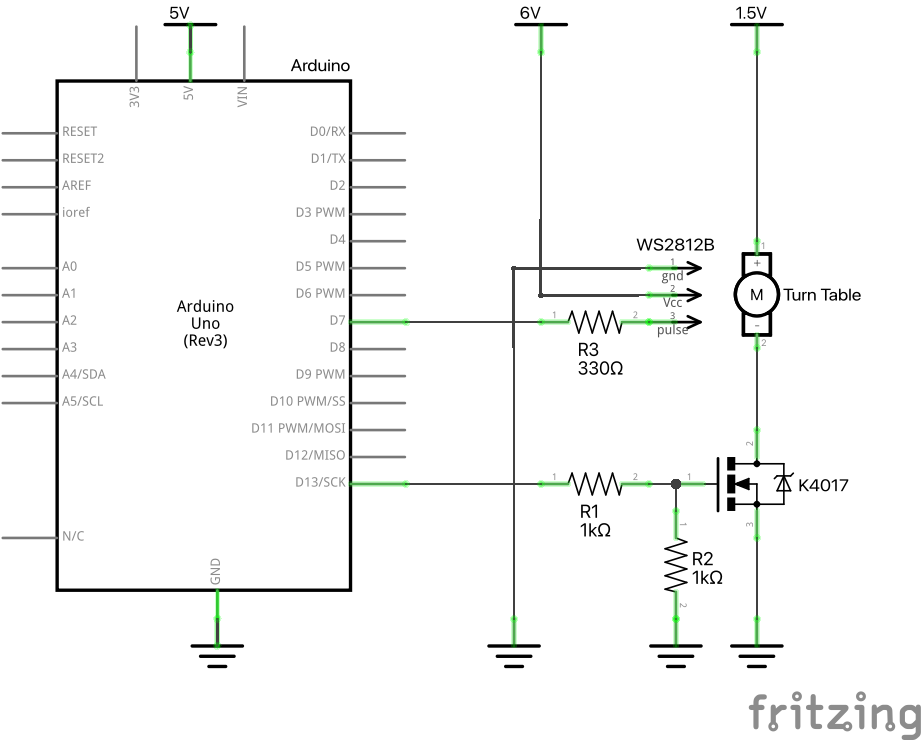 5V
6V
1.5V
Arduino
3V3
5V
VIN
RESET
D0/RX
RESET2
D1/TX
AREF
D2
ioref
D3 PWM
D4
WS2812B
1
1
A0
D5 PWM
gnd
+
A1
D6 PWM
2
Vcc
M
Turn Table
Arduino
Uno
(Rev3)
A2
D7
1
2
3
pulse
-
A3
D8
R3
330Ω
2
A4/SDA
D9 PWM
A5/SCL
D10 PWM/SS
D11 PWM/MOSI
2
D12/MISO
D13/SCK
1
2
1
K4017
R1
1kΩ
1
3
N/C
R2
1kΩ
GND
2
fritzing